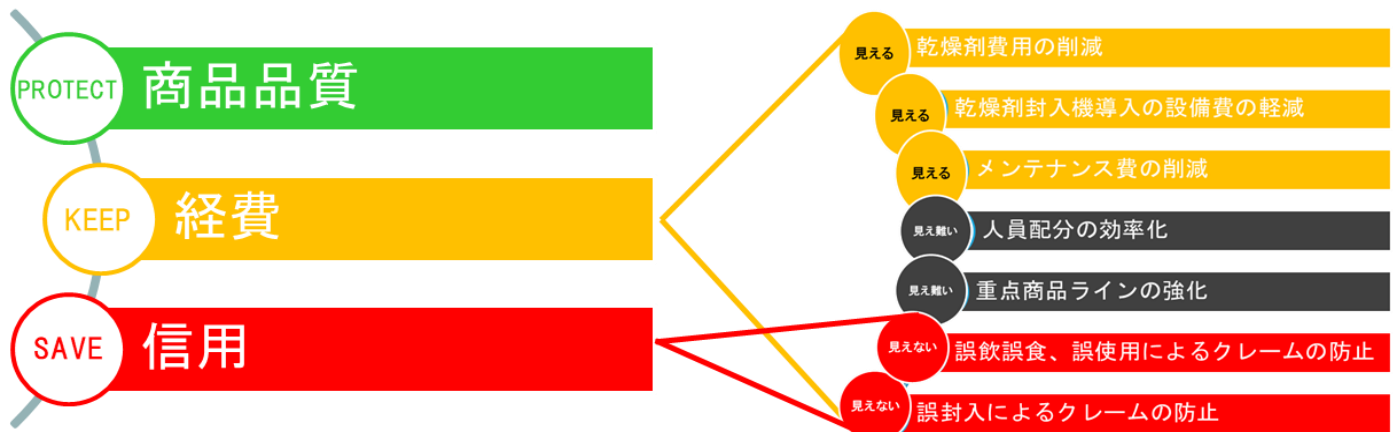 PROTECT 商品品質
KEEP 経費
SAVE 信用
見える 乾燥剤費用の削減
見える 乾燥剤封入機導入の設備費の軽減
見える メンテナンス費の削減
見え難い 人員配分の効率化
見え難い 重点商品ラインの強化
見えない 誤飲誤食、誤使用によるクレームの防止
見えない 誤封入によるクレームの防止